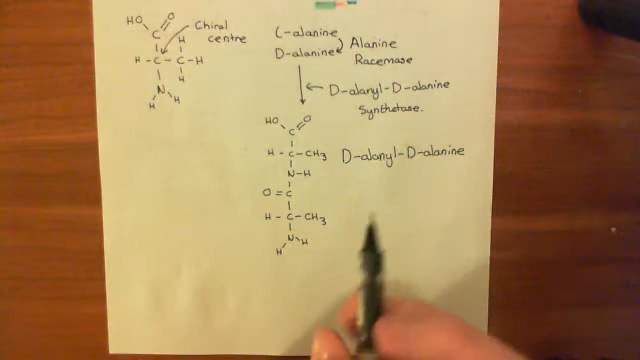 HO O
C
H
H - C - C - H
H
N
H H
Chiral
centre
L-alanine
D-alanine
Alanine
Racemase
D-alanyl-D-alanine
Synthetase.
HO O
C
H - C - CH3
N - H
O = C
H - C - CH3
N
H H
D-alanyl-D-alanine